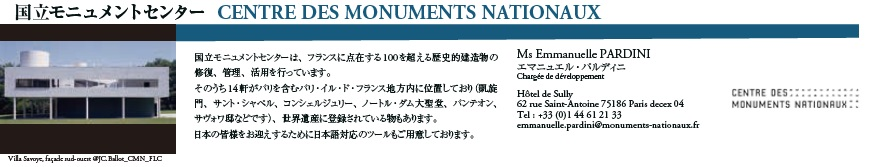 国立モニュメントセンター CENTRE DES MONUMENTS NATIONAUX
国立モニュメントセンターは、フランスに点在する100を超える歴史的建造物の
修復、管理、活用を行っています。
そのうち14軒がパリを含むパリ・イル・ド・フランス地方内に位置しており（凱旋
門、サント・シャペル、コンシェルジュリー、ノートル・ダム大聖堂、パンテオン、
サヴォワ邸などです）、世界遺産に登録されている物もあります。
日本の皆様をお迎えするために日本語対応のツールもご用意しております。
Ms Emmanuelle PARDINI
エマニュエル・パルディニ
Chargée de développement
Hôtel de Sully
62 rue Saint-Antoine 75186 Paris decex 04
Tel : +33 (0)1 44 61 21 33
emmanuelle.pardini@monuments-nationaux.fr
CENTRE DES
MONUMENTS NATIONAUX
Villa Savoye, façade sud-ouest @JC.Ballot_CMN_FLC